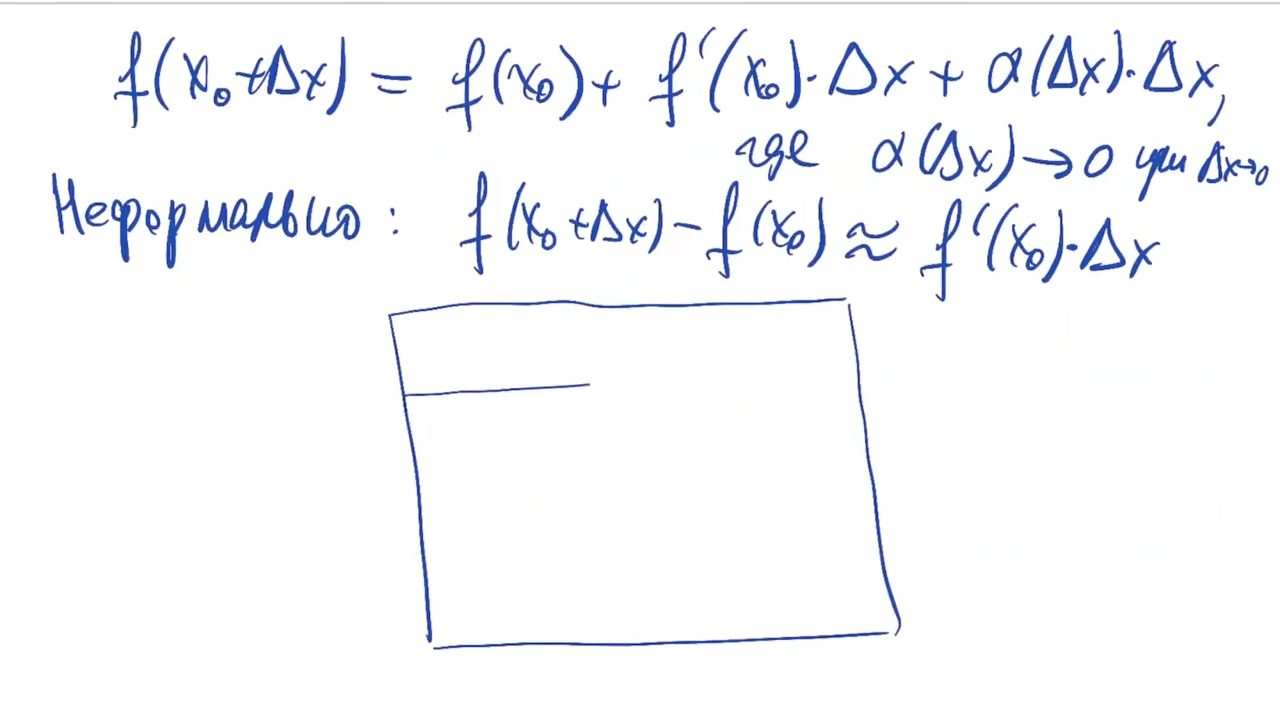 f(x₀+Δx) = f(x₀)+ f'(x₀)·Δx + α(Δx)·Δx,
где α(Δx)→0 при Δx→0
Неформально: f(x₀+Δx)-f(x₀) ≈ f'(x₀)·Δx